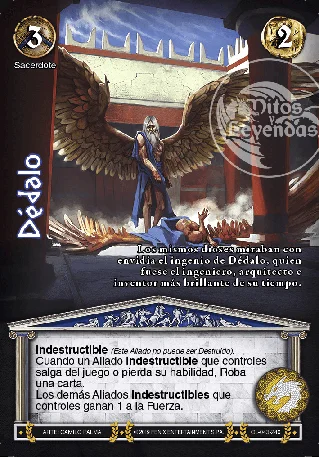 3
2
Sacerdote
Mitos y
Leyendas
Dédalo
Los mismos dioses miraban con
envidia el ingenio de Dédalo, quien
fuese el ingeniero, arquitecto e
inventor más brillante de su tiempo.
Indestructible (Este Aliado no puede ser Destruido).
Cuando un Aliado Indestructible que controles
salga del juego o pierda su habilidad, Roba
una carta.
Los demás Aliados Indestructibles que
controles ganan 1 a la Fuerza.